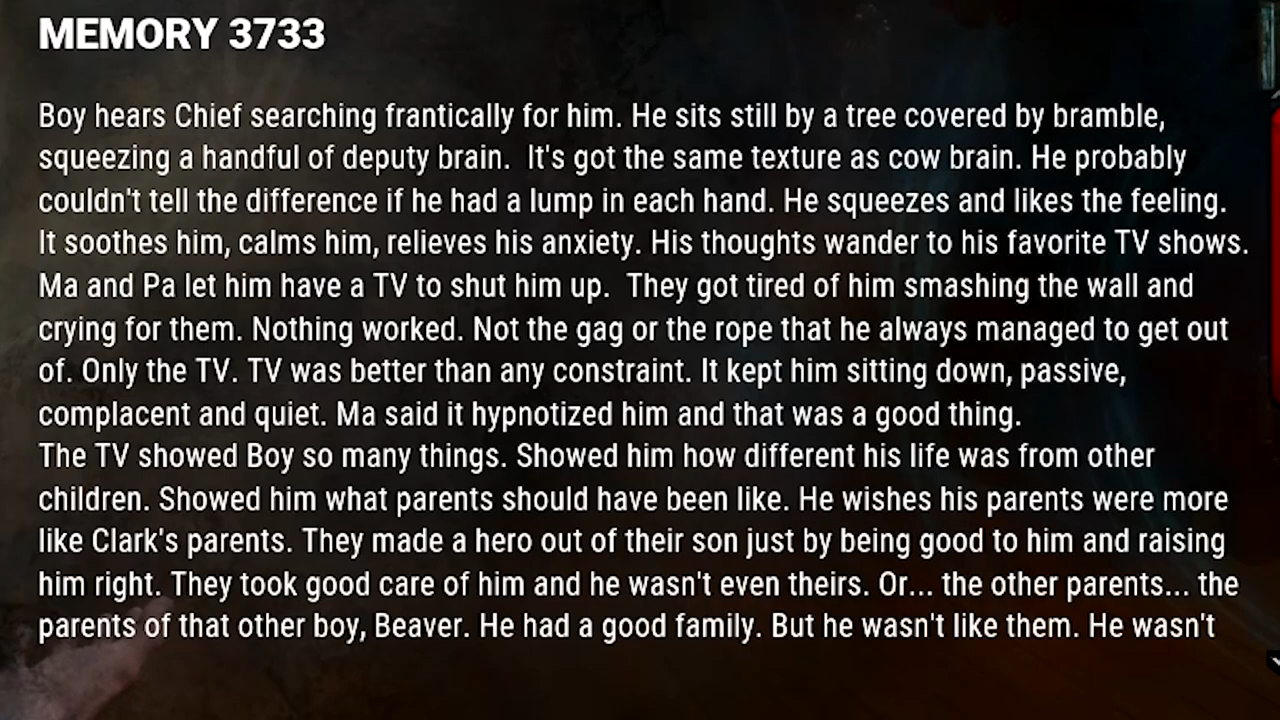 MEMORY 3733
Boy hears Chief searching frantically for him. He sits still by a tree covered by bramble,
squeezing a handful of deputy brain.  It's got the same texture as cow brain. He probably
couldn't tell the difference if he had a lump in each hand. He squeezes and likes the feeling.
It soothes him, calms him, relieves his anxiety. His thoughts wander to his favorite TV shows.
Ma and Pa let him have a TV to shut him up.  They got tired of him smashing the wall and
crying for them. Nothing worked. Not the gag or the rope that he always managed to get out
of. Only the TV. TV was better than any constraint. It kept him sitting down, passive,
complacent and quiet. Ma said it hypnotized him and that was a good thing.
The TV showed Boy so many things. Showed him how different his life was from other
children. Showed him what parents should have been like. He wishes his parents were more
like Clark's parents. They made a hero out of their son just by being good to him and raising
him right. They took good care of him and he wasn't even theirs. Or... the other parents... the
parents of that other boy, Beaver. He had a good family. But he wasn't like them. He wasn't